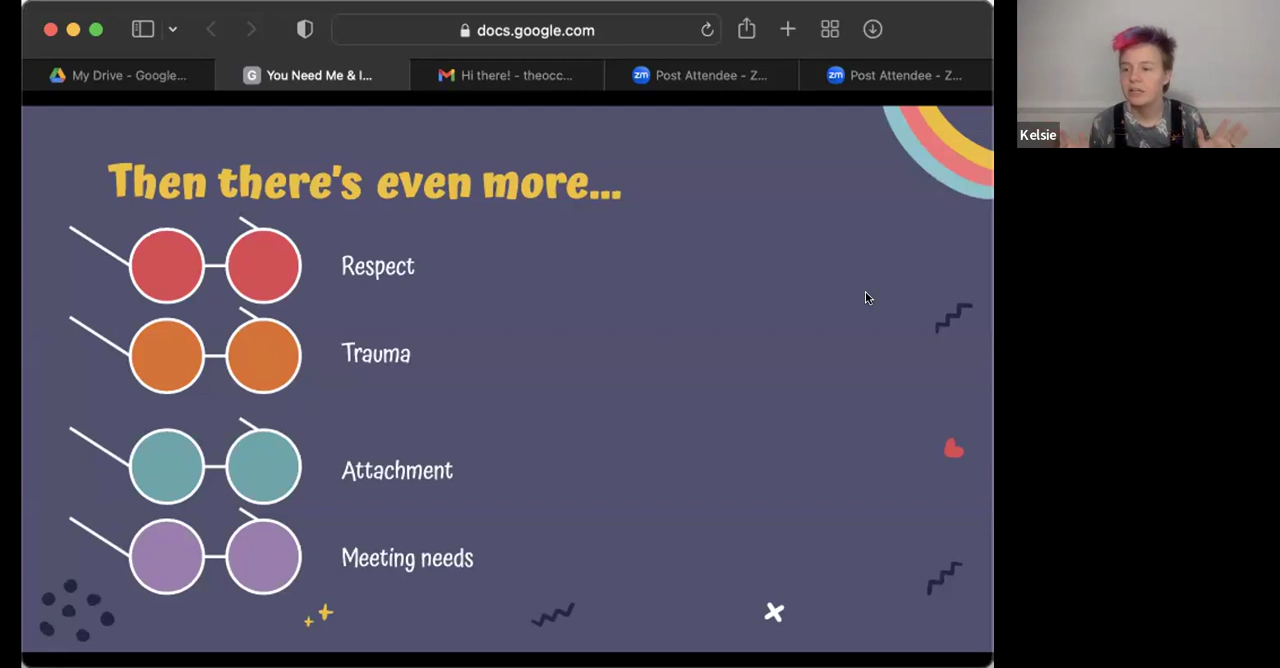 docs.google.com
My Drive - Google...
You Need Me & I...
Hi there! - theocc...
Post Attendee - Z...
Post Attendee - Z...
Kelsie
Then there's even more...
Respect
Trauma
Attachment
Meeting needs